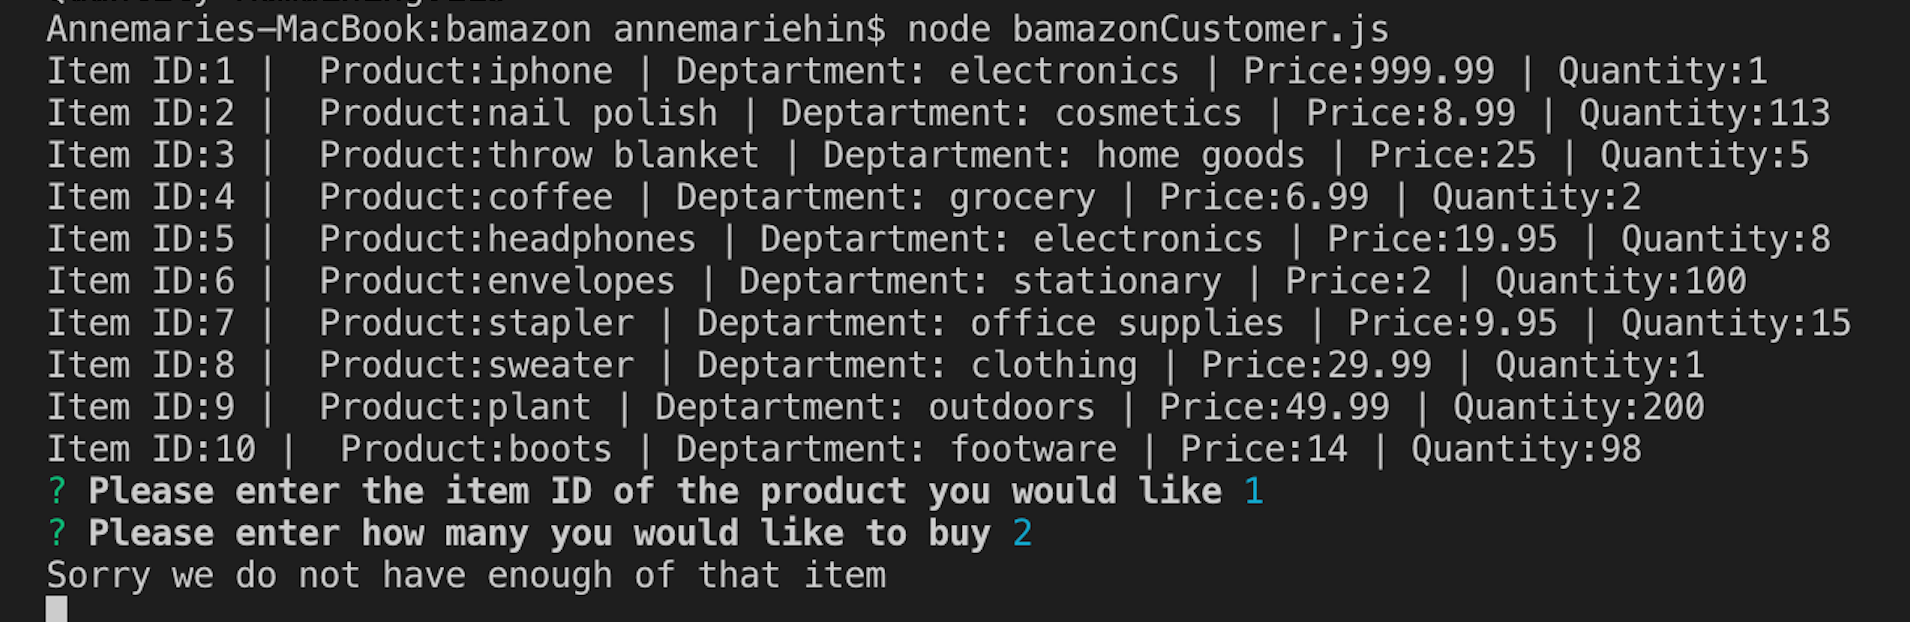 Annemaries-MacBook:bamazon annemariehin$ node bamazonCustomer.js
Item ID:1 |  Product:iphone | Deptartment: electronics | Price:999.99 | Quantity:1
Item ID:2 |  Product:nail polish | Deptartment: cosmetics | Price:8.99 | Quantity:113
Item ID:3 |  Product:throw blanket | Deptartment: home goods | Price:25 | Quantity:5
Item ID:4 |  Product:coffee | Deptartment: grocery | Price:6.99 | Quantity:2
Item ID:5 |  Product:headphones | Deptartment: electronics | Price:19.95 | Quantity:8
Item ID:6 |  Product:envelopes | Deptartment: stationary | Price:2 | Quantity:100
Item ID:7 |  Product:stapler | Deptartment: office supplies | Price:9.95 | Quantity:15
Item ID:8 |  Product:sweater | Deptartment: clothing | Price:29.99 | Quantity:1
Item ID:9 |  Product:plant | Deptartment: outdoors | Price:49.99 | Quantity:200
Item ID:10 |  Product:boots | Deptartment: footware | Price:14 | Quantity:98
? Please enter the item ID of the product you would like 1
? Please enter how many you would like to buy 2
Sorry we do not have enough of that item